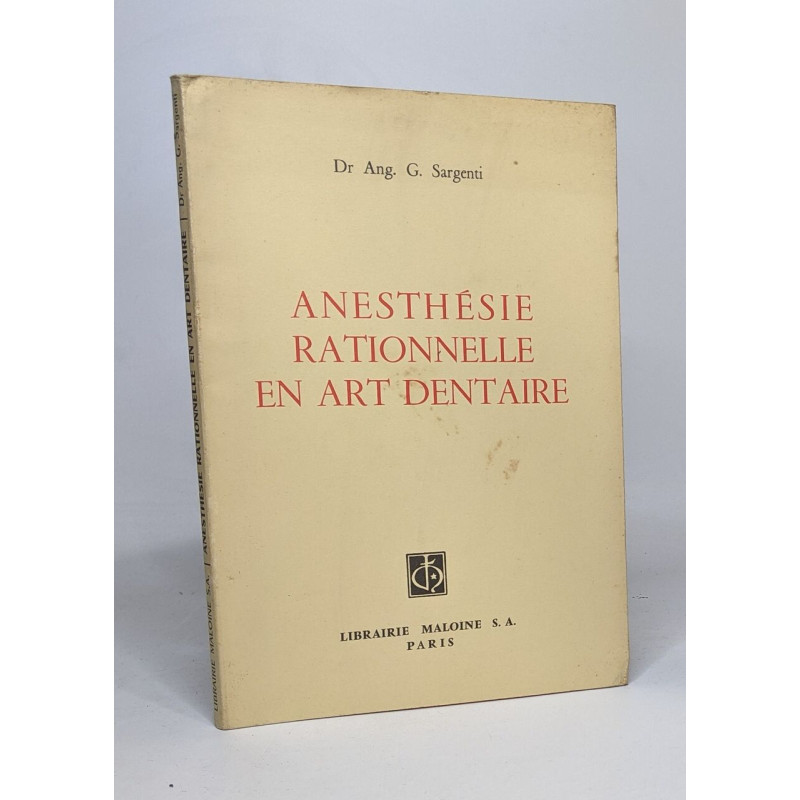 Dr Ang. G. Sargenti
ANESTHÉSIE
RATIONNELLE
EN ART DENTAIRE
LIBRAIRIE MALOINE S. A.
PARIS
LIBRAIRIE MALOINE S.A. | ANESTHESIE RATIONNELLE EN ART DENTAIRE | Dr Ang. G. Sargenti